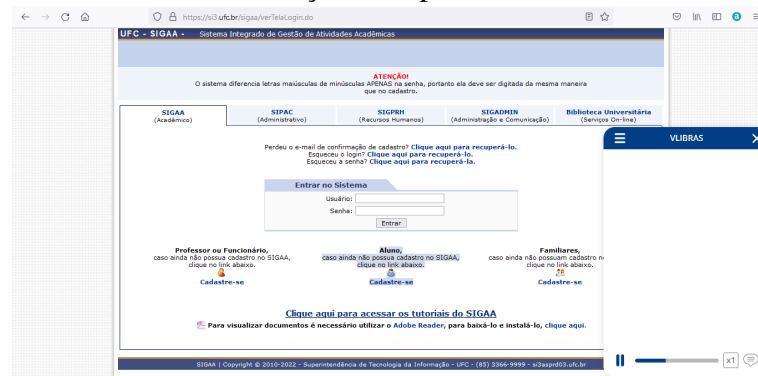 https://si3.ufc.br/sigaa/verTelaLogin.do
UFC - SIGAA - Sistema Integrado de Gestão de Atividades Acadêmicas
ATENÇÃO!
O sistema diferencia letras maiúsculas de minúsculas APENAS na senha, portanto ela deve ser digitada da mesma maneira
que no cadastro.
SIGAA SIPAC SIGPRH SIGADMIN Biblioteca Universitária
(Acadêmico) (Administrativo) (Recursos Humanos) (Administração e Comunicação) (Serviços On-line)
VLIBRAS
Perdeu o e-mail de confirmação de cadastro? Clique aqui para recuperá-lo.
Esqueceu o login? Clique aqui para recuperá-lo.
Esqueceu a senha? Clique aqui para recuperá-la.
Entrar no Sistema
Usuário:
Senha:
Entrar
Professor ou Funcionário, Aluno, Familiares,
caso ainda não possua cadastro no SIGAA, caso ainda não possua cadastro no SIGAA, caso ainda não possuam cadastro n
clique no link abaixo. clique no link abaixo. clique no link abaixo.
Cadastre-se Cadastre-se Cadastre-se
Clique aqui para acessar os tutoriais do SIGAA
Para visualizar documentos é necessário utilizar o Adobe Reader, para baixá-lo e instalá-lo, clique aqui.
x1
SIGAA | Copyright © 2010-2022 - Superintendência de Tecnologia da Informação - UFC - (85) 3366-9999 - si3asprd03.ufc.br